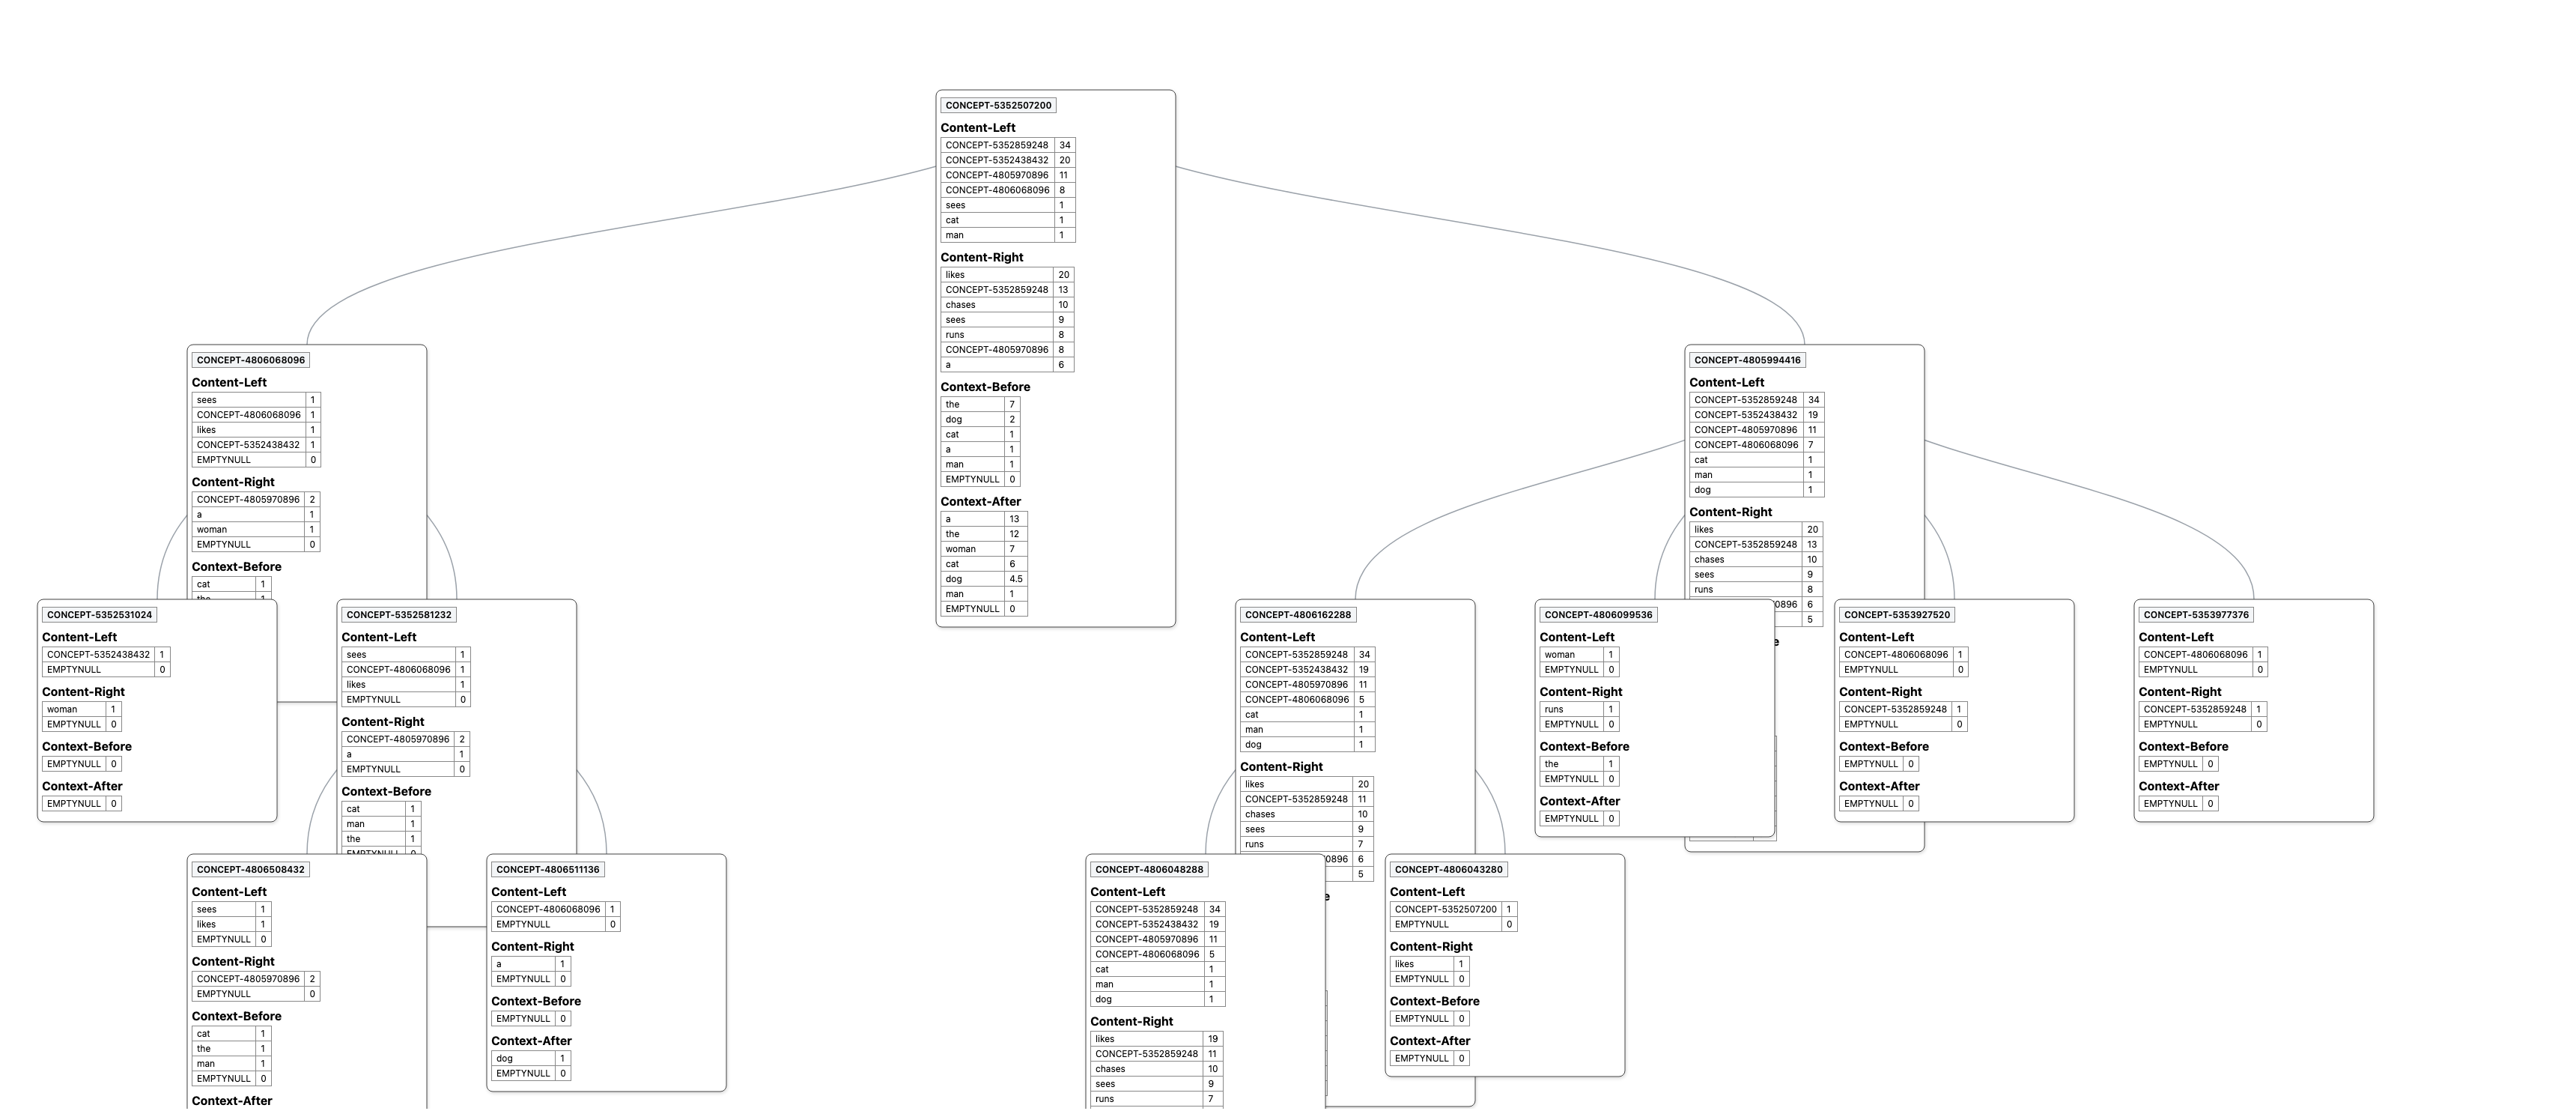 CONCEPT-5352507200
Content-Left
CONCEPT-5352859248 34
CONCEPT-5352438432 20
CONCEPT-4805970896 11
CONCEPT-4806068096 8
sees 1
cat 1
man 1
Content-Right
likes 20
CONCEPT-5352859248 13
chases 10
sees 9
runs 8
CONCEPT-4805970896 8
a 6
Context-Before
the 7
dog 2
cat 1
a 1
man 1
EMPTYNULL 0
Context-After
a 13
the 12
woman 7
cat 6
dog 4.5
man 1
EMPTYNULL 0
CONCEPT-4806068096
Content-Left
sees 1
CONCEPT-4806068096 1
likes 1
CONCEPT-5352438432 1
EMPTYNULL 0
Content-Right
CONCEPT-4805970896 2
a 1
woman 1
EMPTYNULL 0
Context-Before
cat 1
CONCEPT-4805994416
Content-Left
CONCEPT-5352859248 34
CONCEPT-5352438432 19
CONCEPT-4805970896 11
CONCEPT-4806068096 7
cat 1
man 1
dog 1
Content-Right
likes 20
CONCEPT-5352859248 13
chases 10
sees 9
runs 8
0896 6
5
CONCEPT-5352531024
Content-Left
CONCEPT-5352438432 1
EMPTYNULL 0
Content-Right
woman 1
EMPTYNULL 0
Context-Before
EMPTYNULL 0
Context-After
EMPTYNULL 0
CONCEPT-5352581232
Content-Left
sees 1
CONCEPT-4806068096 1
likes 1
EMPTYNULL 0
Content-Right
CONCEPT-4805970896 2
a 1
EMPTYNULL 0
Context-Before
cat 1
man 1
the 1
CONCEPT-4806162288
Content-Left
CONCEPT-5352859248 34
CONCEPT-5352438432 19
CONCEPT-4805970896 11
CONCEPT-4806068096 5
cat 1
man 1
dog 1
Content-Right
likes 20
CONCEPT-5352859248 11
chases 10
sees 9
runs 7
0896 6
5
CONCEPT-4806099536
Content-Left
woman 1
EMPTYNULL 0
Content-Right
runs 1
EMPTYNULL 0
Context-Before
the 1
EMPTYNULL 0
Context-After
EMPTYNULL 0
CONCEPT-5353927520
Content-Left
CONCEPT-4806068096 1
EMPTYNULL 0
Content-Right
CONCEPT-5352859248 1
EMPTYNULL 0
Context-Before
EMPTYNULL 0
Context-After
EMPTYNULL 0
CONCEPT-5353977376
Content-Left
CONCEPT-4806068096 1
EMPTYNULL 0
Content-Right
CONCEPT-5352859248 1
EMPTYNULL 0
Context-Before
EMPTYNULL 0
Context-After
EMPTYNULL 0
CONCEPT-4806508432
Content-Left
sees 1
likes 1
EMPTYNULL 0
Content-Right
CONCEPT-4805970896 2
EMPTYNULL 0
Context-Before
cat 1
the 1
man 1
EMPTYNULL 0
Context-After
CONCEPT-4806511136
Content-Left
CONCEPT-4806068096 1
EMPTYNULL 0
Content-Right
a 1
EMPTYNULL 0
Context-Before
EMPTYNULL 0
Context-After
dog 1
EMPTYNULL 0
CONCEPT-4806048288
Content-Left
CONCEPT-5352859248 34
CONCEPT-5352438432 19
CONCEPT-4805970896 11
CONCEPT-4806068096 5
cat 1
man 1
dog 1
Content-Right
likes 19
CONCEPT-5352859248 11
chases 10
sees 9
runs 7
CONCEPT-4806043280
Content-Left
CONCEPT-5352507200 1
EMPTYNULL 0
Content-Right
likes 1
EMPTYNULL 0
Context-Before
EMPTYNULL 0
Context-After
EMPTYNULL 0